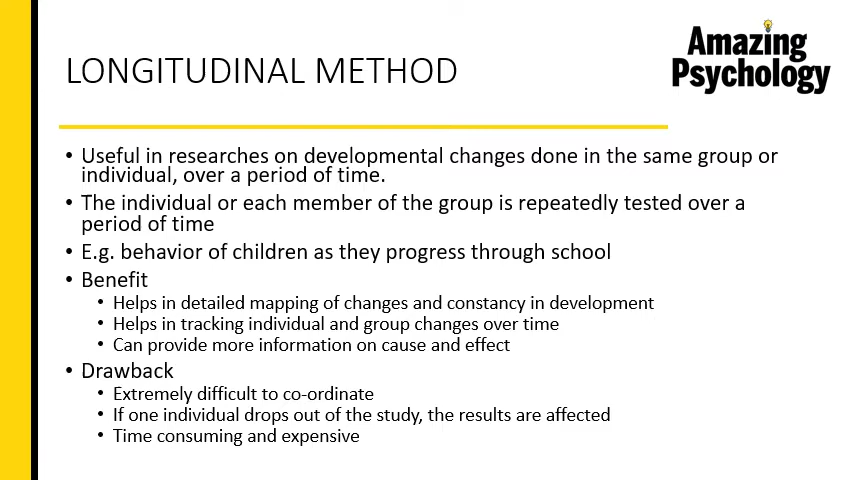 LONGITUDINAL METHOD
Amazing
Psychology
• Useful in researches on developmental changes done in the same group or
individual, over a period of time.
• The individual or each member of the group is repeatedly tested over a
period of time
• E.g. behavior of children as they progress through school
• Benefit
• Helps in detailed mapping of changes and constancy in development
• Helps in tracking individual and group changes over time
• Can provide more information on cause and effect
• Drawback
• Extremely difficult to co-ordinate
• If one individual drops out of the study, the results are affected
• Time consuming and expensive